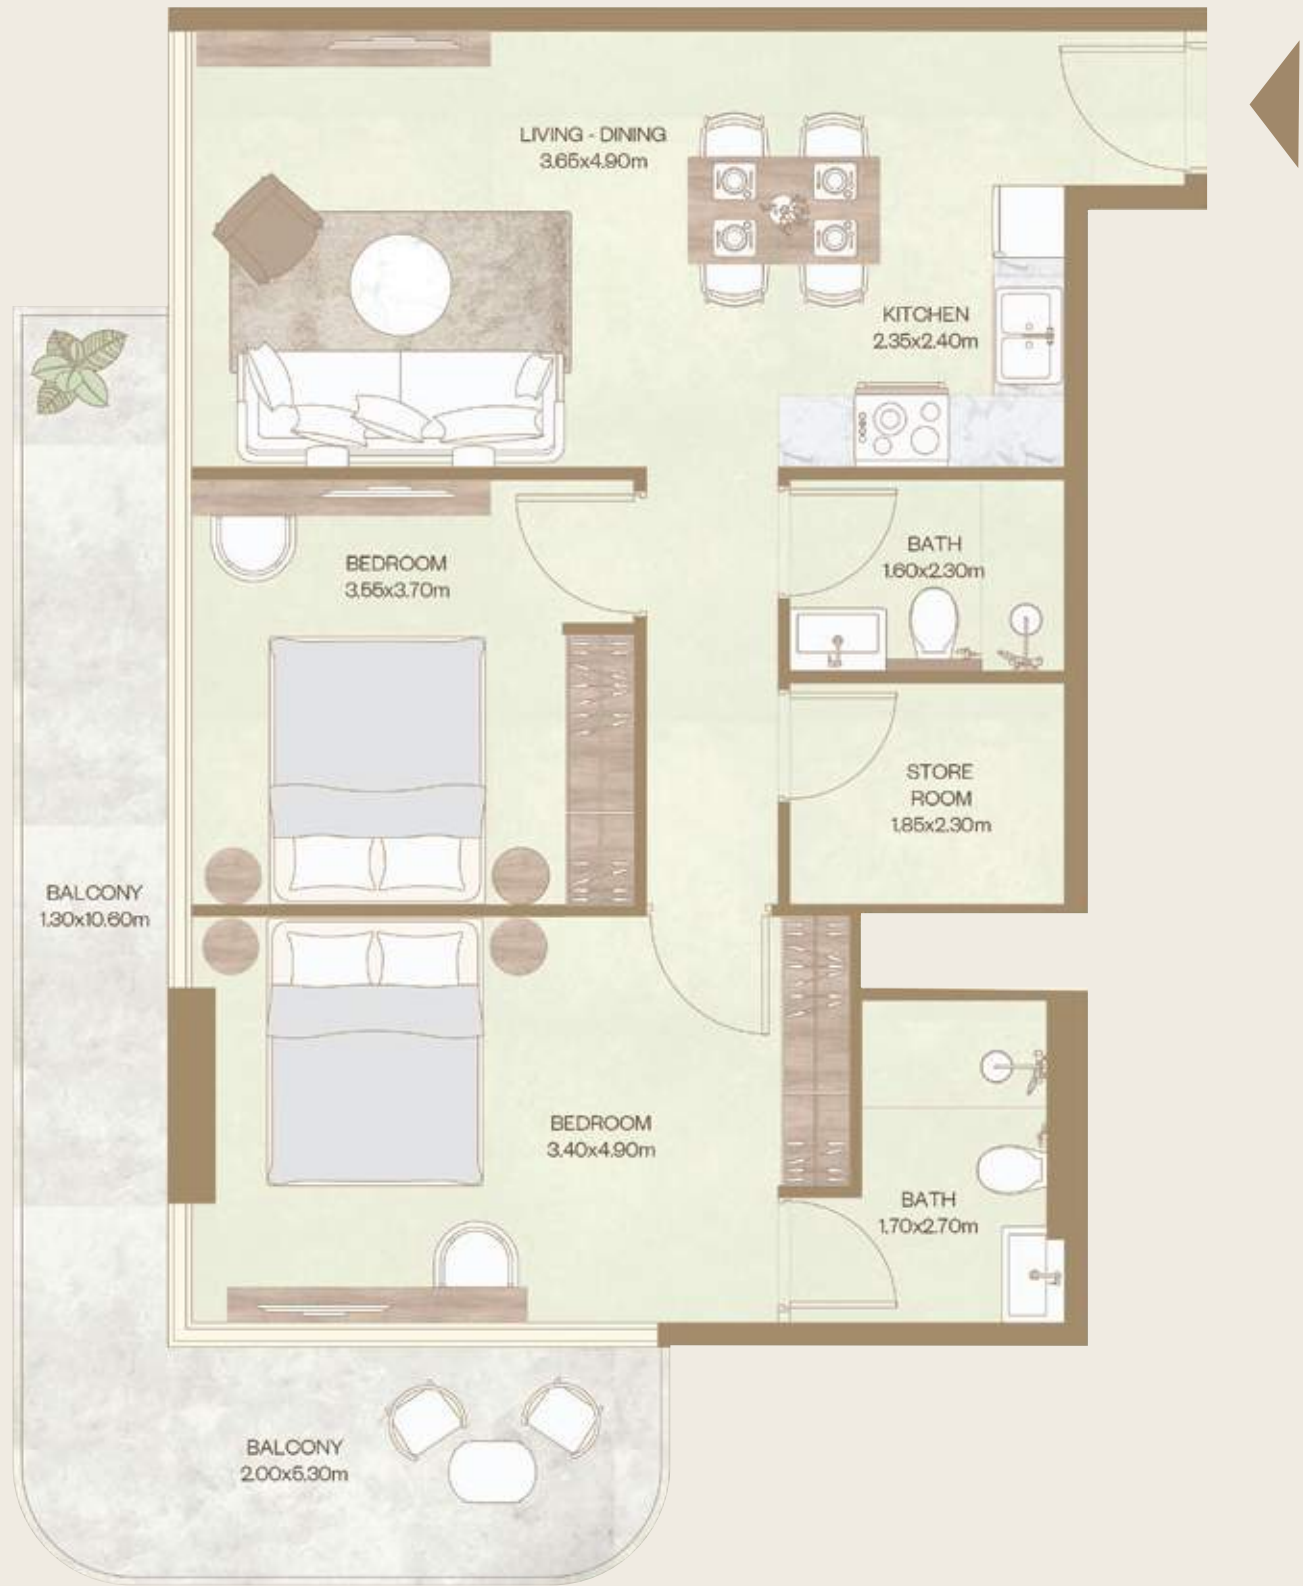 LIVING - DINING
3.65x4.90m
KITCHEN
2.35x2.40m
BATH
1.60x2.30m
BEDROOM
3.55x3.70m
STORE
ROOM
1.85x2.30m
BALCONY
1.30x10.60m
BEDROOM
3.40x4.90m
BATH
1.70x2.70m
BALCONY
2.00x5.30m